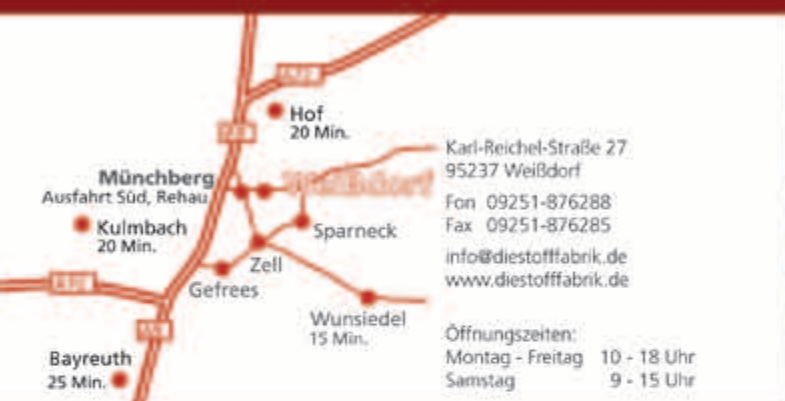 A72
Hof
20 Min.
A9
Karl-Reichel-Straße 27
95237 Weißdorf
Münchberg
Ausfahrt Süd, Rehau
Weißdorf
Fon 09251-876288
Fax 09251-876285
Kulmbach
20 Min.
Sparneck
info@diestofffabrik.de
www.diestofffabrik.de
Zell
Gefrees
A70
Wunsiedel
15 Min.
A9
Öffnungszeiten:
Montag - Freitag 10 - 18 Uhr
Samstag 9 - 15 Uhr
Bayreuth
25 Min.